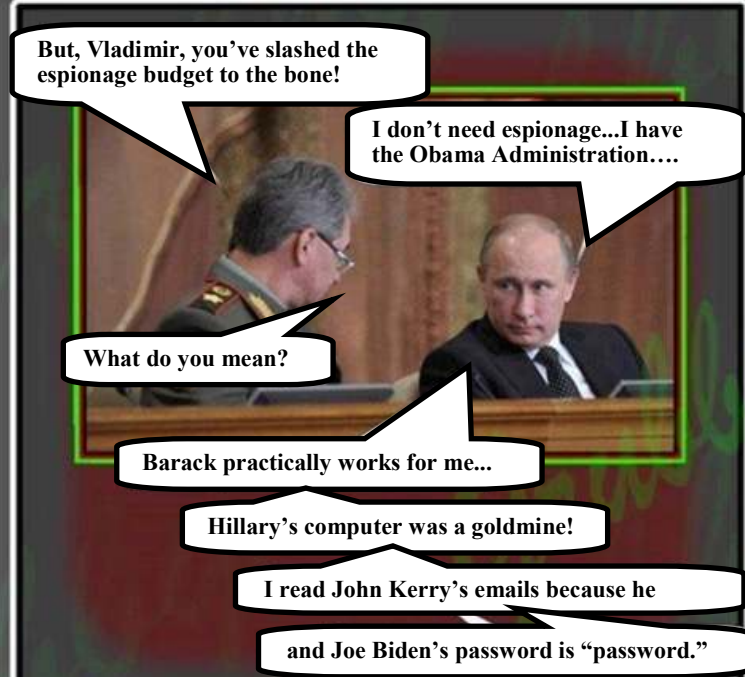 But, Vladimir, you’ve slashed the
espionage budget to the bone!
I don’t need espionage...I have
the Obama Administration….
What do you mean?
Barack practically works for me...
Hillary’s computer was a goldmine!
I read John Kerry’s emails because he
and Joe Biden’s password is “password.”